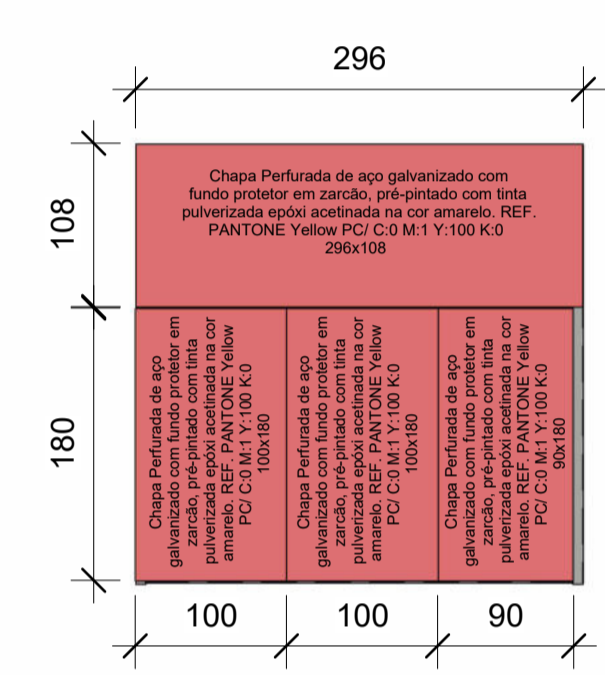 296
108
Chapa Perfurada de aço galvanizado com
fundo protetor em zarcão, pré-pintado com tinta
pulverizada epóxi acetinada na cor amarelo. REF.
PANTONE Yellow PC/ C:0 M:1 Y:100 K:0
296x108
180
Chapa Perfurada de aço
galvanizado com fundo protetor em
zarcão, pré-pintado com tinta
pulverizada epóxi acetinada na cor
amarelo. REF. PANTONE Yellow
PC/ C:0 M:1 Y:100 K:0
100x180
Chapa Perfurada de aço
galvanizado com fundo protetor em
zarcão, pré-pintado com tinta
pulverizada epóxi acetinada na cor
amarelo. REF. PANTONE Yellow
PC/ C:0 M:1 Y:100 K:0
100x180
Chapa Perfurada de aço
galvanizado com fundo protetor em
zarcão, pré-pintado com tinta
pulverizada epóxi acetinada na cor
amarelo. REF. PANTONE Yellow
PC/ C:0 M:1 Y:100 K:0
90x180
100
100
90